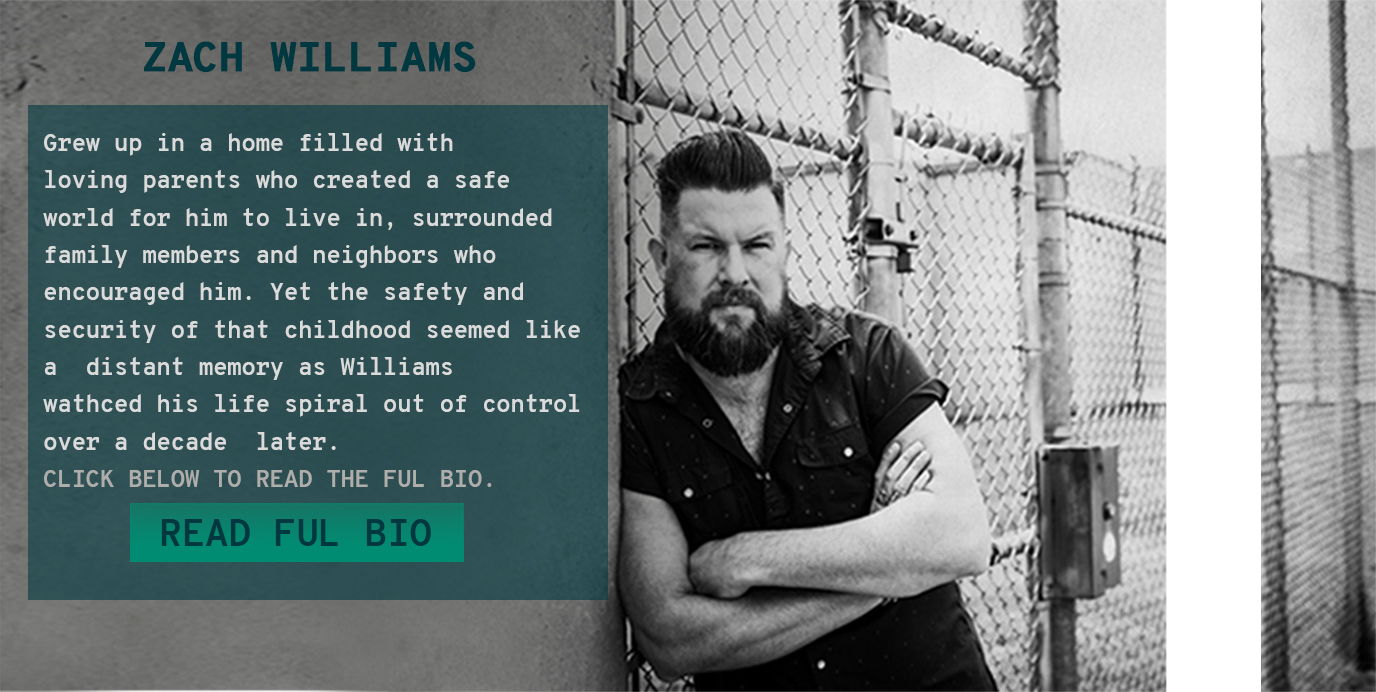 ZACH WILLIAMS
Grew up in a home filled with
loving parents who created a safe
world for him to live in, surrounded
family members and neighbors who
encouraged him. Yet the safety and
security of that childhood seemed like
a  distant memory as Williams
wathced his life spiral out of control
over a decade  later.
CLICK BELOW TO READ THE FUL BIO.
READ FUL BIO